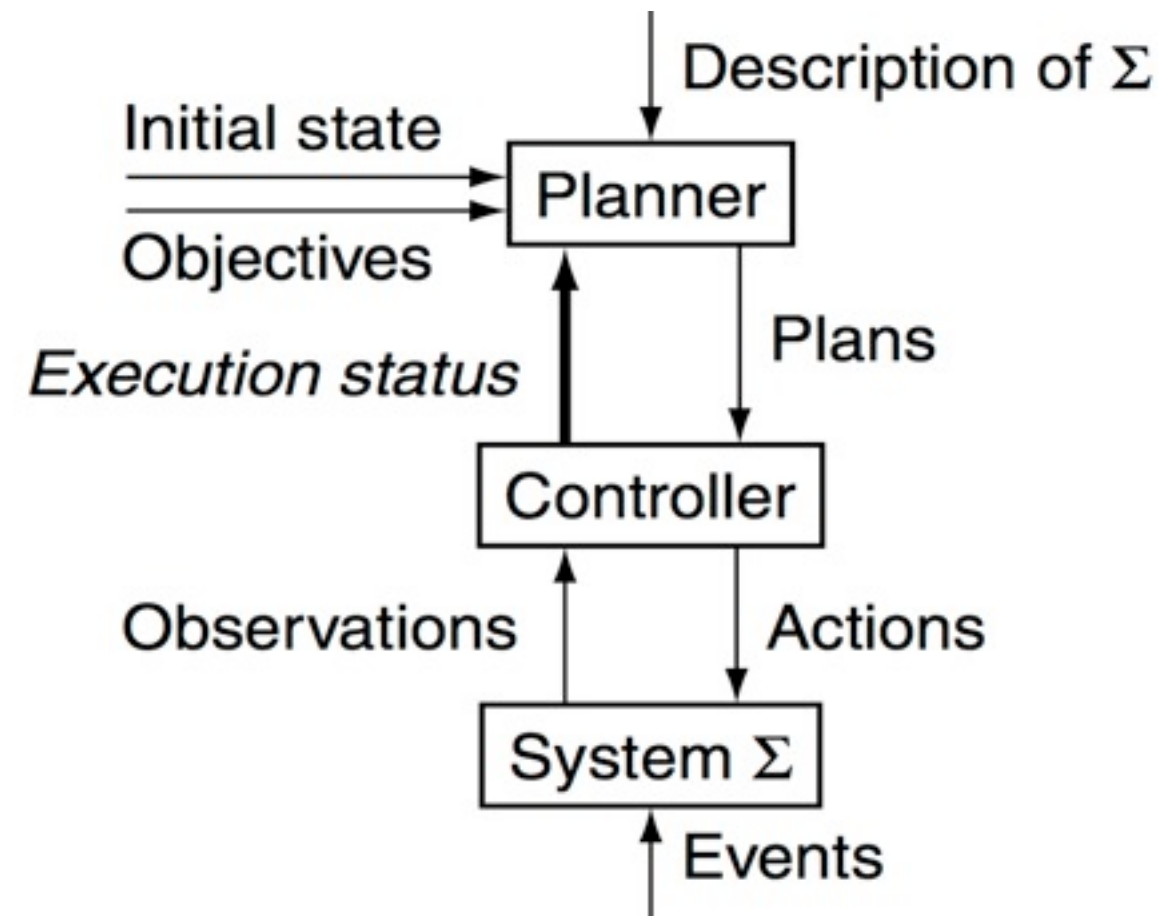 Description of Σ
Initial state
Planner
Objectives
Plans
Execution status
Controller
Observations
Actions
System Σ
Events